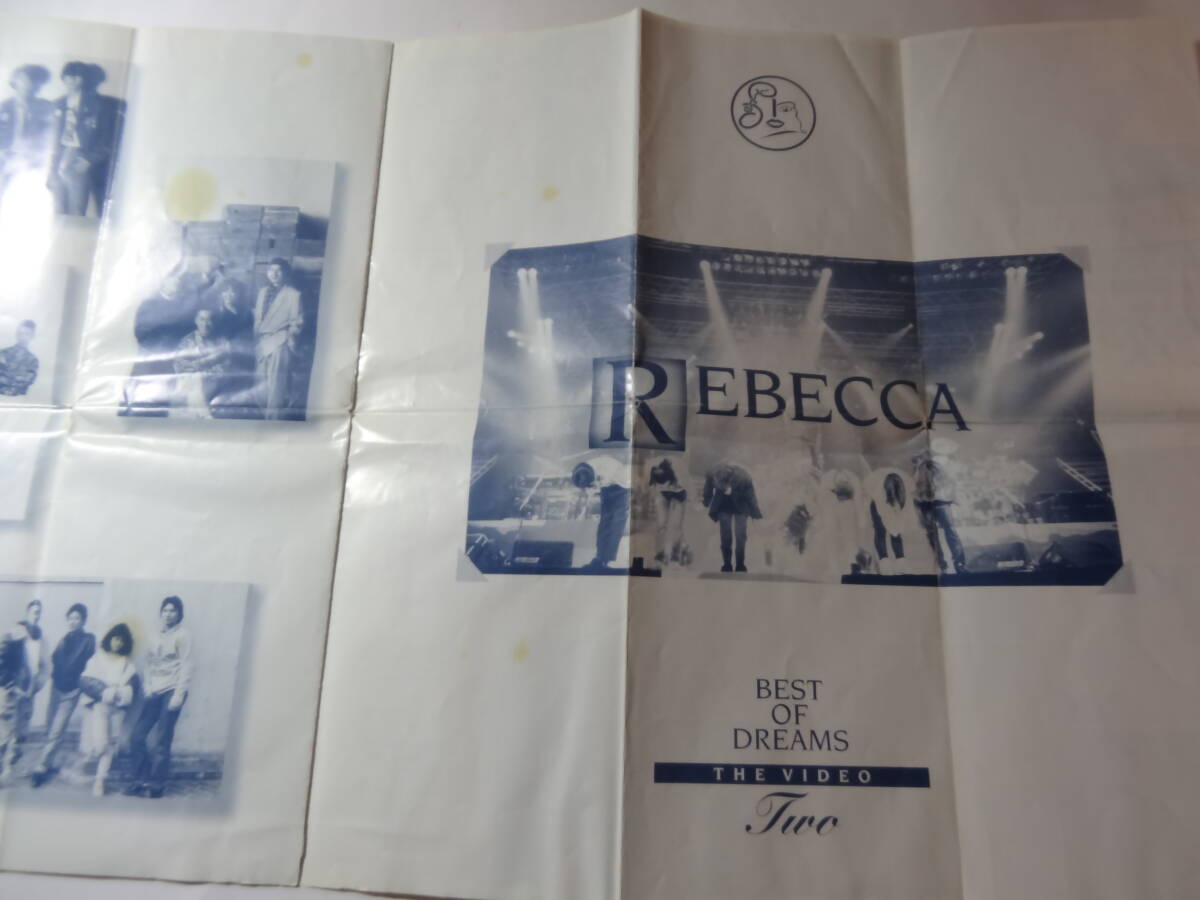 REBECCA
BEST
OF
DREAMS
THE VIDEO
Two